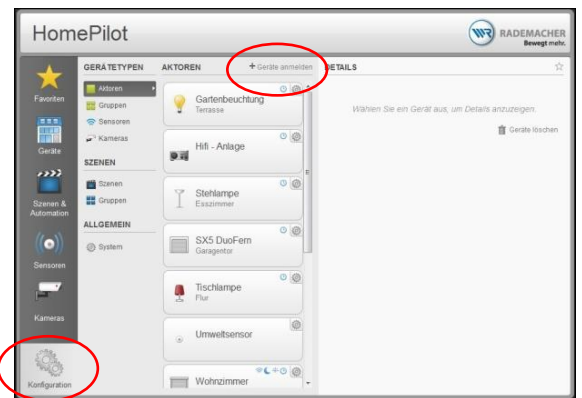 HomePilot
RADEMACHER
Bewegt mehr.
Favoriten
Geräte
Szenen &
Automation
Sensoren
Kameras
Konfiguration
GERÄTETYPEN
Aktoren
Gruppen
Sensoren
Kameras
SZENEN
Szenen
Gruppen
ALLGEMEIN
System
AKTOREN
+ Geräte anmelden
Gartenbeuchtung
Terrasse
Hifi - Anlage
Stehlampe
Esszimmer
SX5 DuoFern
Garagentor
Tischlampe
Flur
Umweltsensor
Wohnzimmer
DETAILS
Wählen Sie ein Gerät aus, um Details anzuzeigen.
Geräte löschen